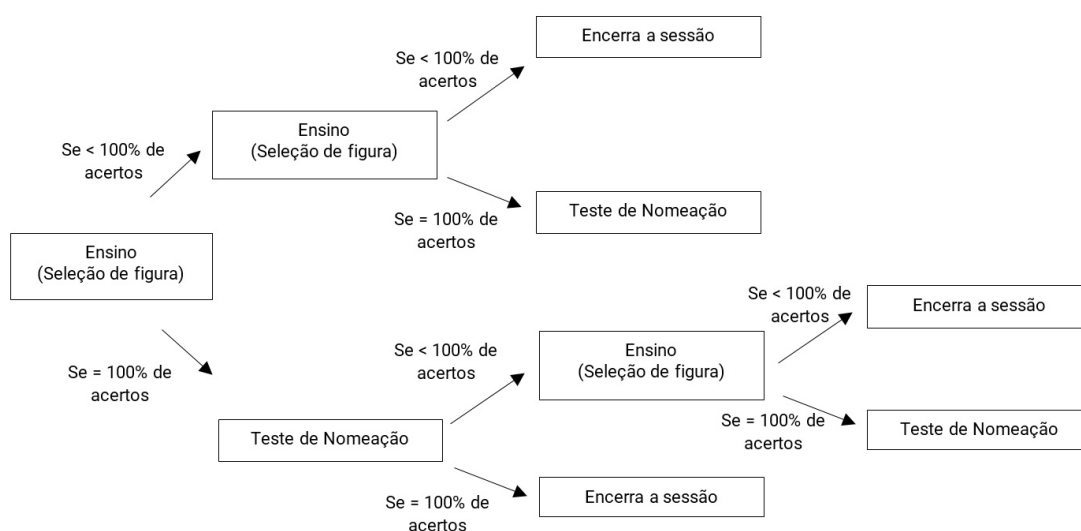 Encerra a sessão
Se < 100% de
acertos
Ensino
(Seleção de figura)
Se < 100% de
acertos
Se = 100% de
acertos
Teste de Nomeação
Ensino
(Seleção de figura)
Se < 100% de
acertos
Encerra a sessão
Se = 100% de
acertos
Se < 100% de
acertos
Ensino
(Seleção de figura)
Se = 100% de
acertos
Teste de Nomeação
Teste de Nomeação
Se = 100% de
acertos
Encerra a sessão